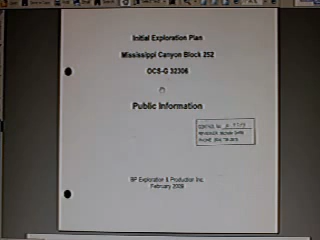 Initial Exploration Plan
Mississippi Canyon Block 252
OCS-G 32306
Public Information
BP Exploration & Production Inc.
February 2009